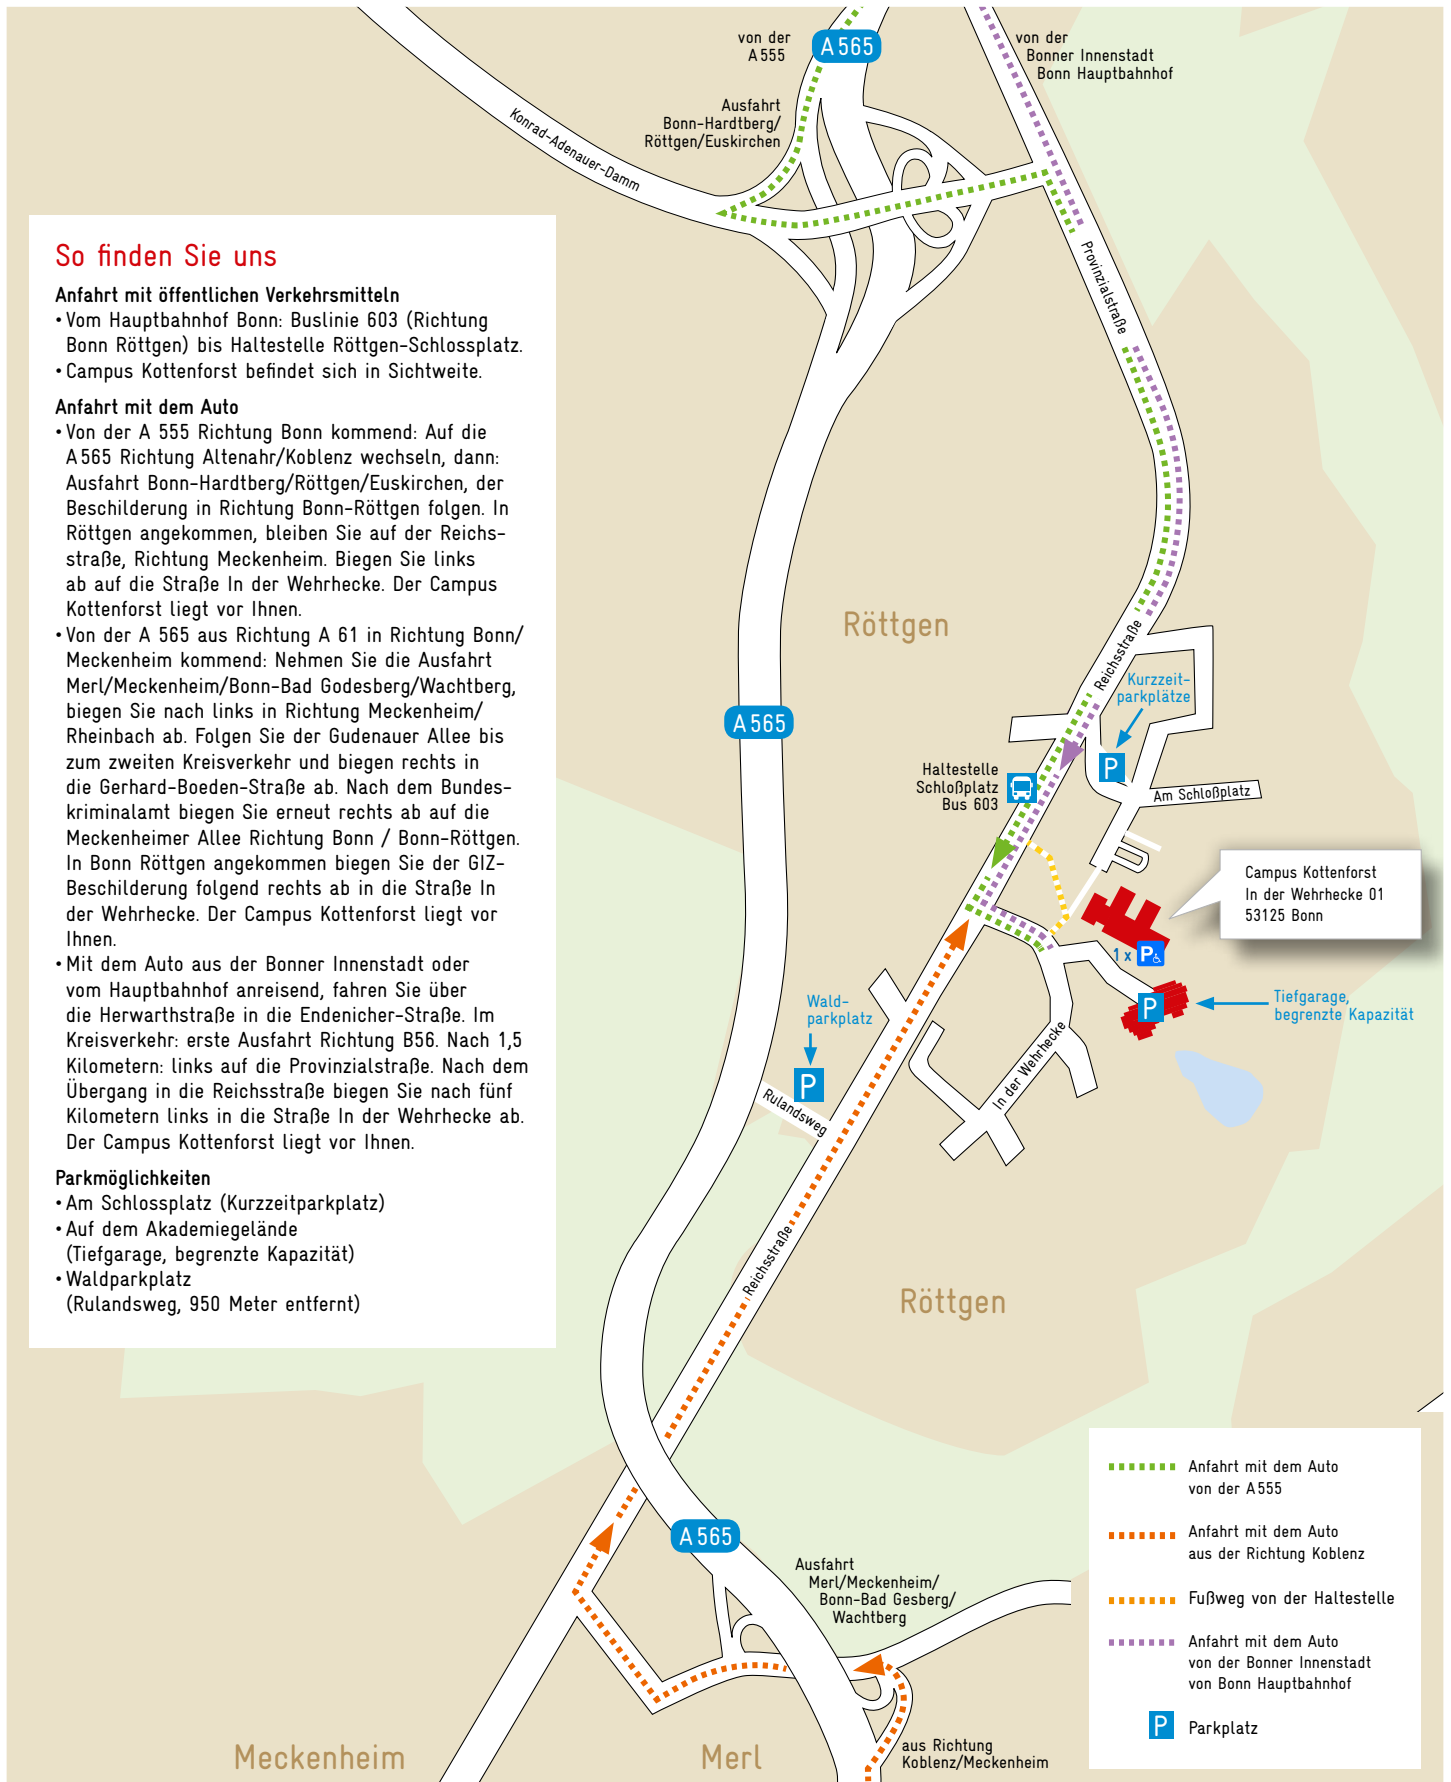 von der
A 555
A 565
von der
Bonner Innenstadt
Bonn Hauptbahnhof
Ausfahrt
Bonn-Hardtberg/
Röttgen/Euskirchen
Konrad-Adenauer-Damm
Provinzialstraße
So finden Sie uns
Anfahrt mit öffentlichen Verkehrsmitteln
• Vom Hauptbahnhof Bonn: Buslinie 603 (Richtung
Bonn Röttgen) bis Haltestelle Röttgen-Schlossplatz.
• Campus Kottenforst befindet sich in Sichtweite.
Anfahrt mit dem Auto
• Von der A 555 Richtung Bonn kommend: Auf die
A 565 Richtung Altenahr/Koblenz wechseln, dann:
Ausfahrt Bonn-Hardtberg/Röttgen/Euskirchen, der
Beschilderung in Richtung Bonn-Röttgen folgen. In
Röttgen angekommen, bleiben Sie auf der Reichs-
straße, Richtung Meckenheim. Biegen Sie links
ab auf die Straße In der Wehrhecke. Der Campus
Kottenforst liegt vor Ihnen.
• Von der A 565 aus Richtung A 61 in Richtung Bonn/
Meckenheim kommend: Nehmen Sie die Ausfahrt
Merl/Meckenheim/Bonn-Bad Godesberg/Wachtberg,
biegen Sie nach links in Richtung Meckenheim/
Rheinbach ab. Folgen Sie der Gudenauer Allee bis
zum zweiten Kreisverkehr und biegen rechts in
die Gerhard-Boeden-Straße ab. Nach dem Bundes-
kriminalamt biegen Sie erneut rechts ab auf die
Meckenheimer Allee Richtung Bonn / Bonn-Röttgen.
In Bonn Röttgen angekommen biegen Sie der GIZ-
Beschilderung folgend rechts ab in die Straße In
der Wehrhecke. Der Campus Kottenforst liegt vor
Ihnen.
• Mit dem Auto aus der Bonner Innenstadt oder
vom Hauptbahnhof anreisend, fahren Sie über
die Herwarthstraße in die Endenicher-Straße. Im
Kreisverkehr: erste Ausfahrt Richtung B56. Nach 1,5
Kilometern: links auf die Provinzialstraße. Nach dem
Übergang in die Reichsstraße biegen Sie nach fünf
Kilometern links in die Straße In der Wehrhecke ab.
Der Campus Kottenforst liegt vor Ihnen.
Parkmöglichkeiten
• Am Schlossplatz (Kurzzeitparkplatz)
• Auf dem Akademiegelände
(Tiefgarage, begrenzte Kapazität)
• Waldparkplatz
(Rulandsweg, 950 Meter entfernt)
Röttgen
Reichsstraße
Kurzzeit-
parkplätze
P
A 565
Haltestelle
Schloßplatz
Bus 603
Am Schloßplatz
Campus Kottenforst
In der Wehrhecke 01
53125 Bonn
1 x P
P
Tiefgarage,
begrenzte Kapazität
Wald-
parkplatz
P
Rulandsweg
In der Wehrhecke
Reichsstraße
Röttgen
A 565
Ausfahrt
Merl/Meckenheim/
Bonn-Bad Gesberg/
Wachtberg
aus Richtung
Koblenz/Meckenheim
Meckenheim
Merl
Anfahrt mit dem Auto
von der A 555
Anfahrt mit dem Auto
aus der Richtung Koblenz
Fußweg von der Haltestelle
Anfahrt mit dem Auto
von der Bonner Innenstadt
von Bonn Hauptbahnhof
P Parkplatz